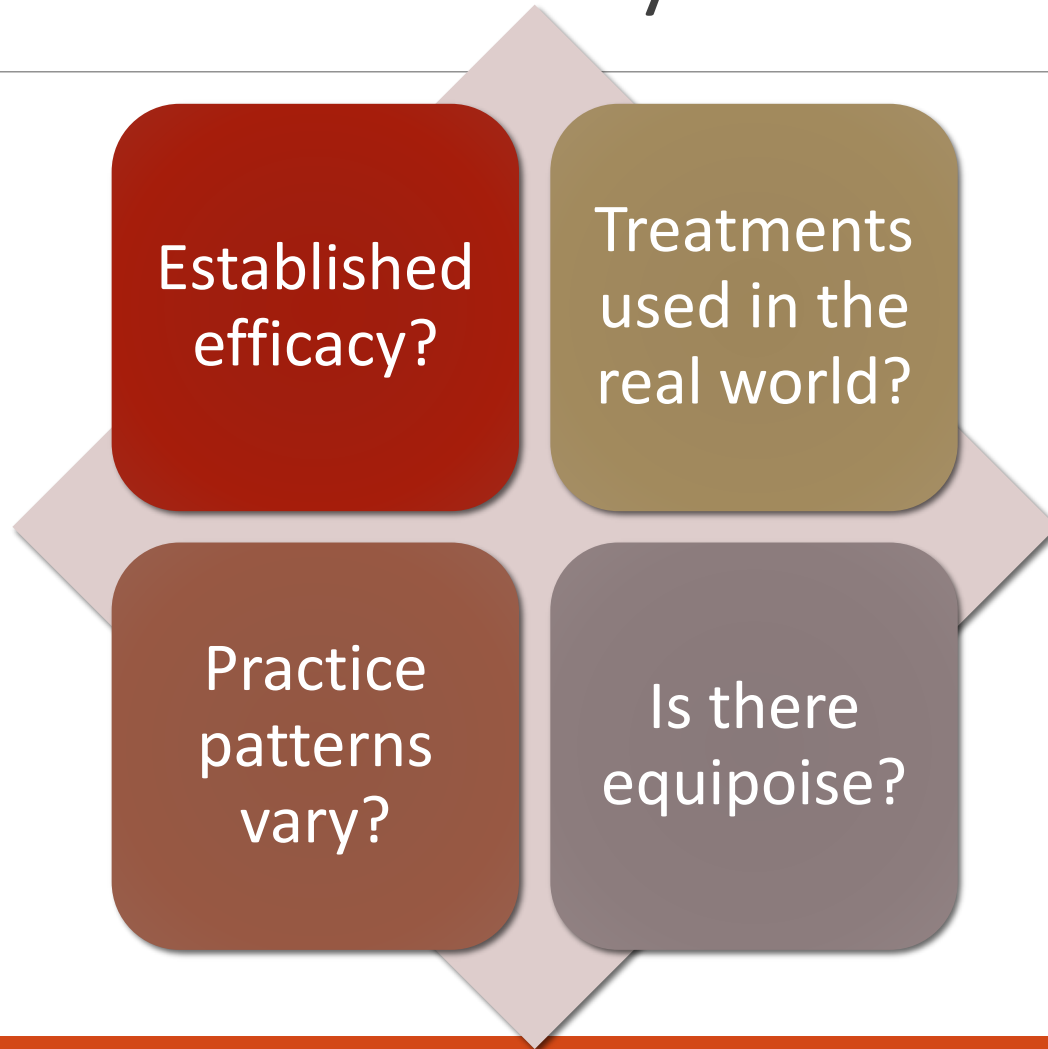 Established
efficacy?
Treatments
used in the
real world?
Practice
patterns
vary?
Is there
equipoise?